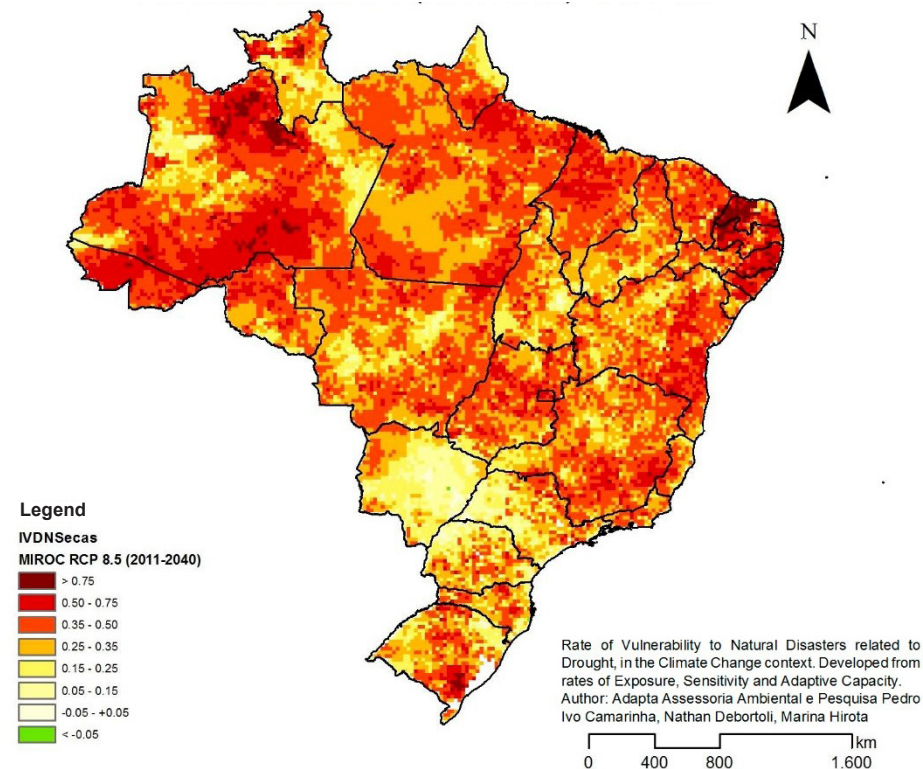 N
Legend
IVDNSecas
MIROC RCP 8.5 (2011-2040)
> 0.75
0.50 - 0.75
0.35 - 0.50
0.25 - 0.35
0.15 - 0.25
0.05 - 0.15
-0.05 - +0.05
< -0.05
Rate of Vulnerability to Natural Disasters related to
Drought, in the Climate Change context. Developed from
rates of Exposure, Sensitivity and Adaptive Capacity.
Author: Adapta Assessoria Ambiental e Pesquisa Pedro
Ivo Camarinha, Nathan Debortoli, Marina Hirota
km
0 400 800 1.600